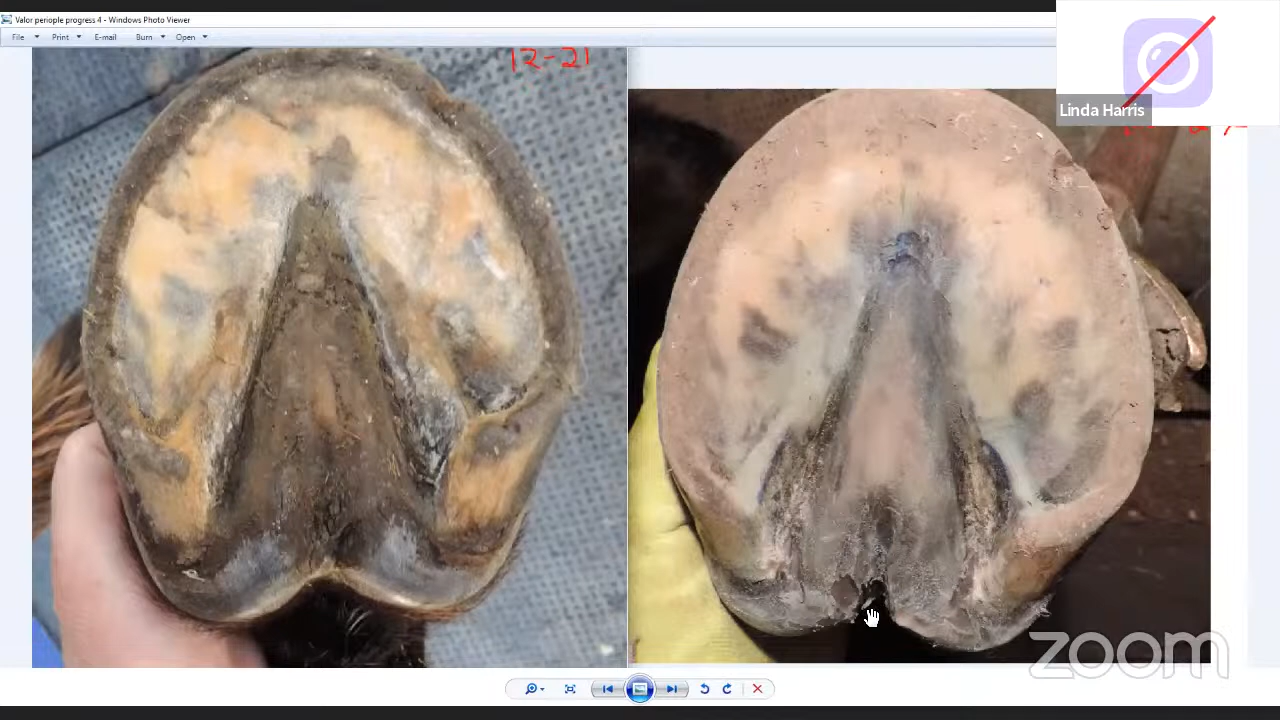 Valor periople progress 4 - Windows Photo Viewer
File Print E-mail Burn Open
12-21
Linda Harris
zoom